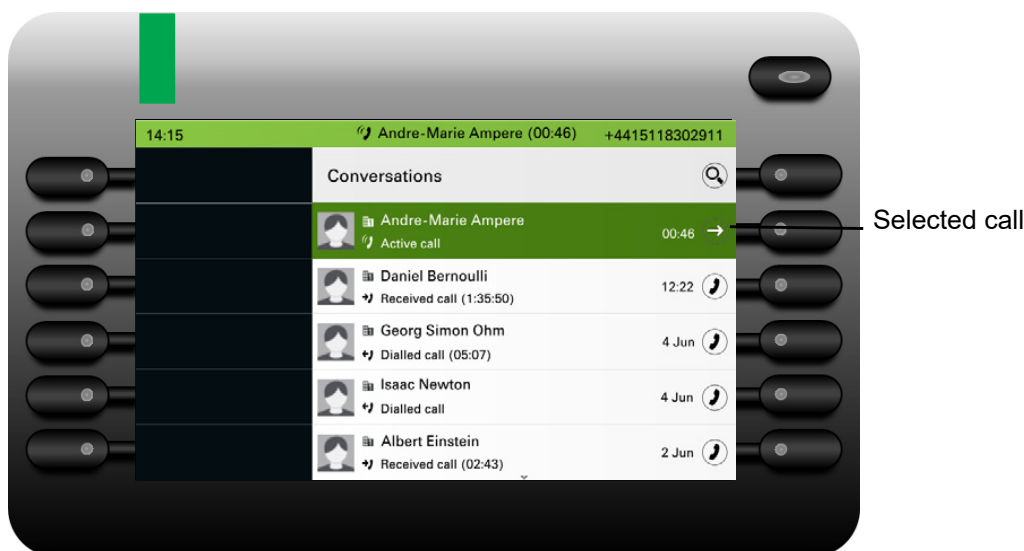 14:15 Andre-Marie Ampere (00:46) +4415118302911
Conversations
Andre-Marie Ampere
Active call 00:46
Selected call
Daniel Bernoulli
Received call (1:35:50) 12:22
Georg Simon Ohm
Dialled call (05:07) 4 Jun
Isaac Newton
Dialled call 4 Jun
Albert Einstein
Received call (02:43) 2 Jun